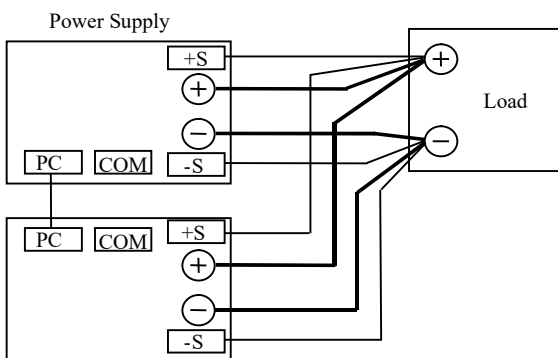 Power Supply
+S
+
−
-S
PC COM
PC COM
+S
+
−
-S
+
Load
−